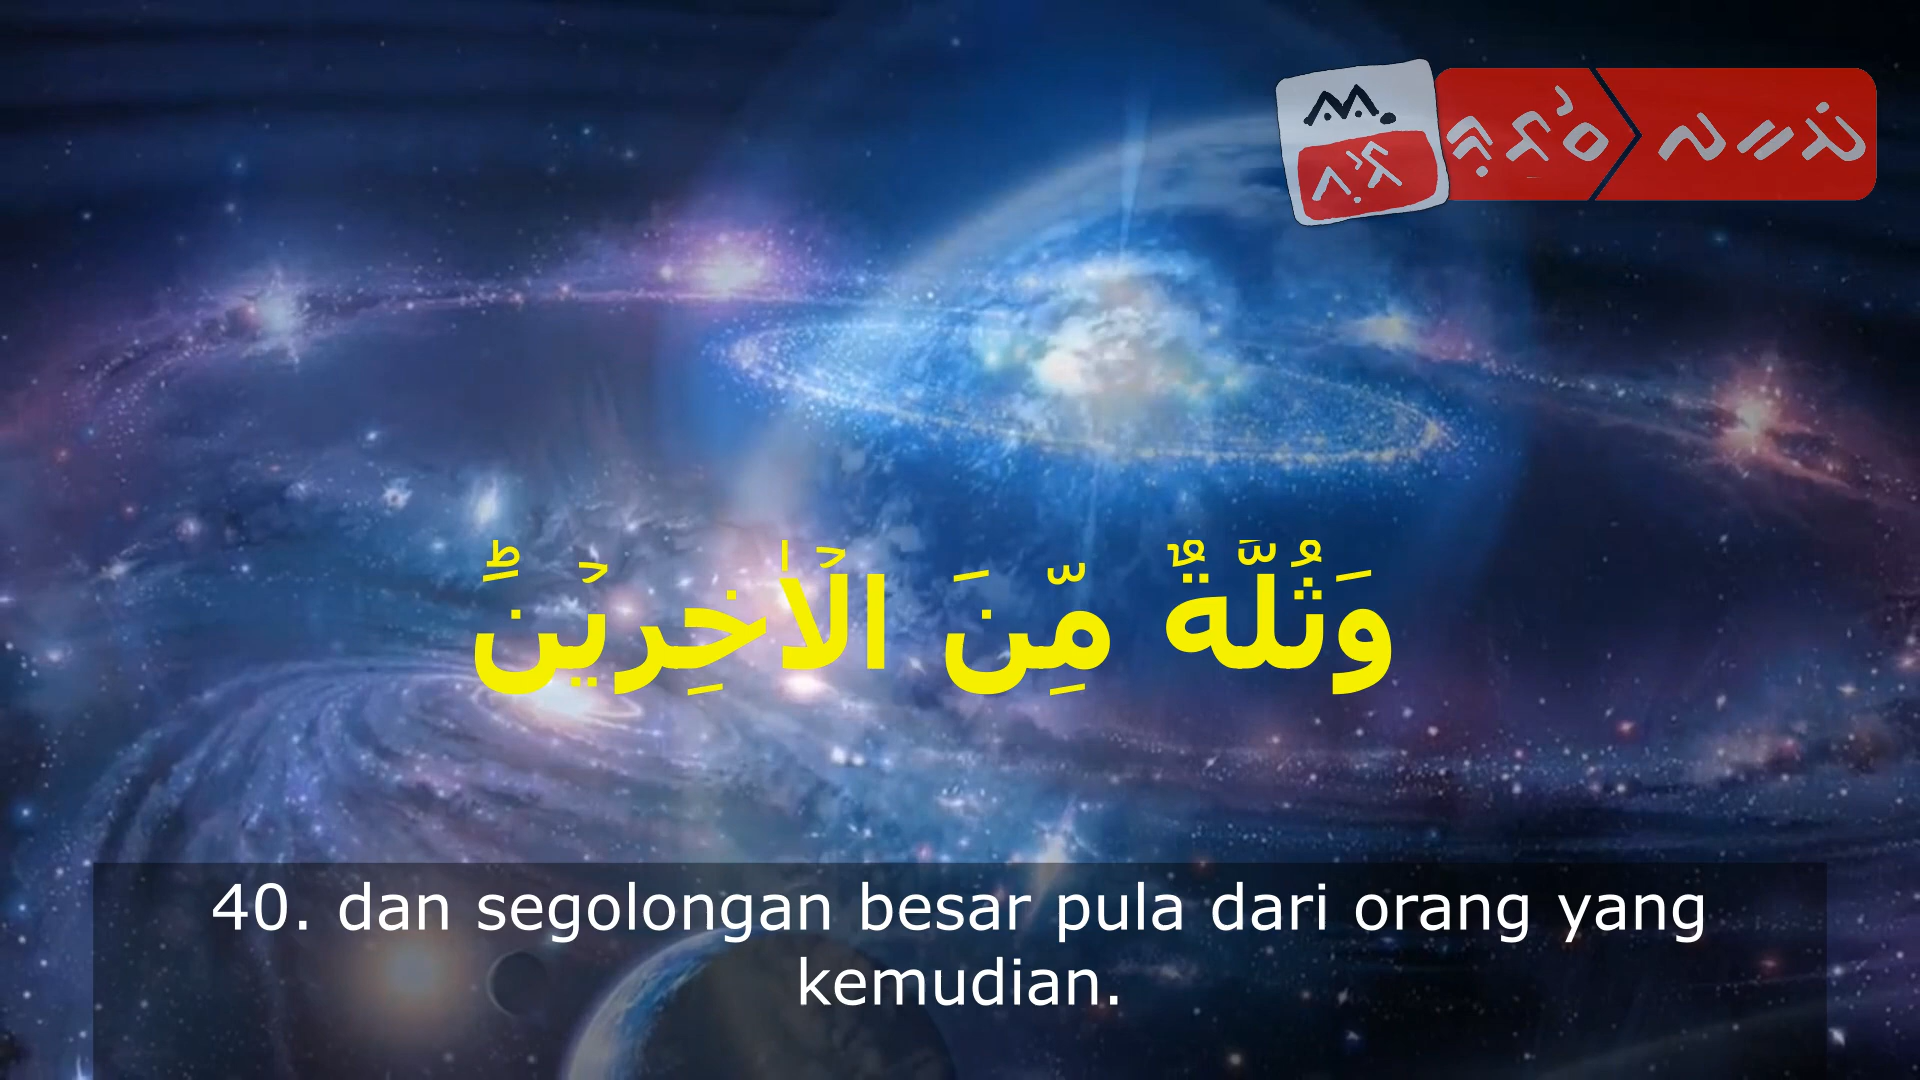 وَثُلَّةٌ مِّنَ الۡاٰخِرِيۡنَؕ
40. dan segolongan besar pula dari orang yang
kemudian.